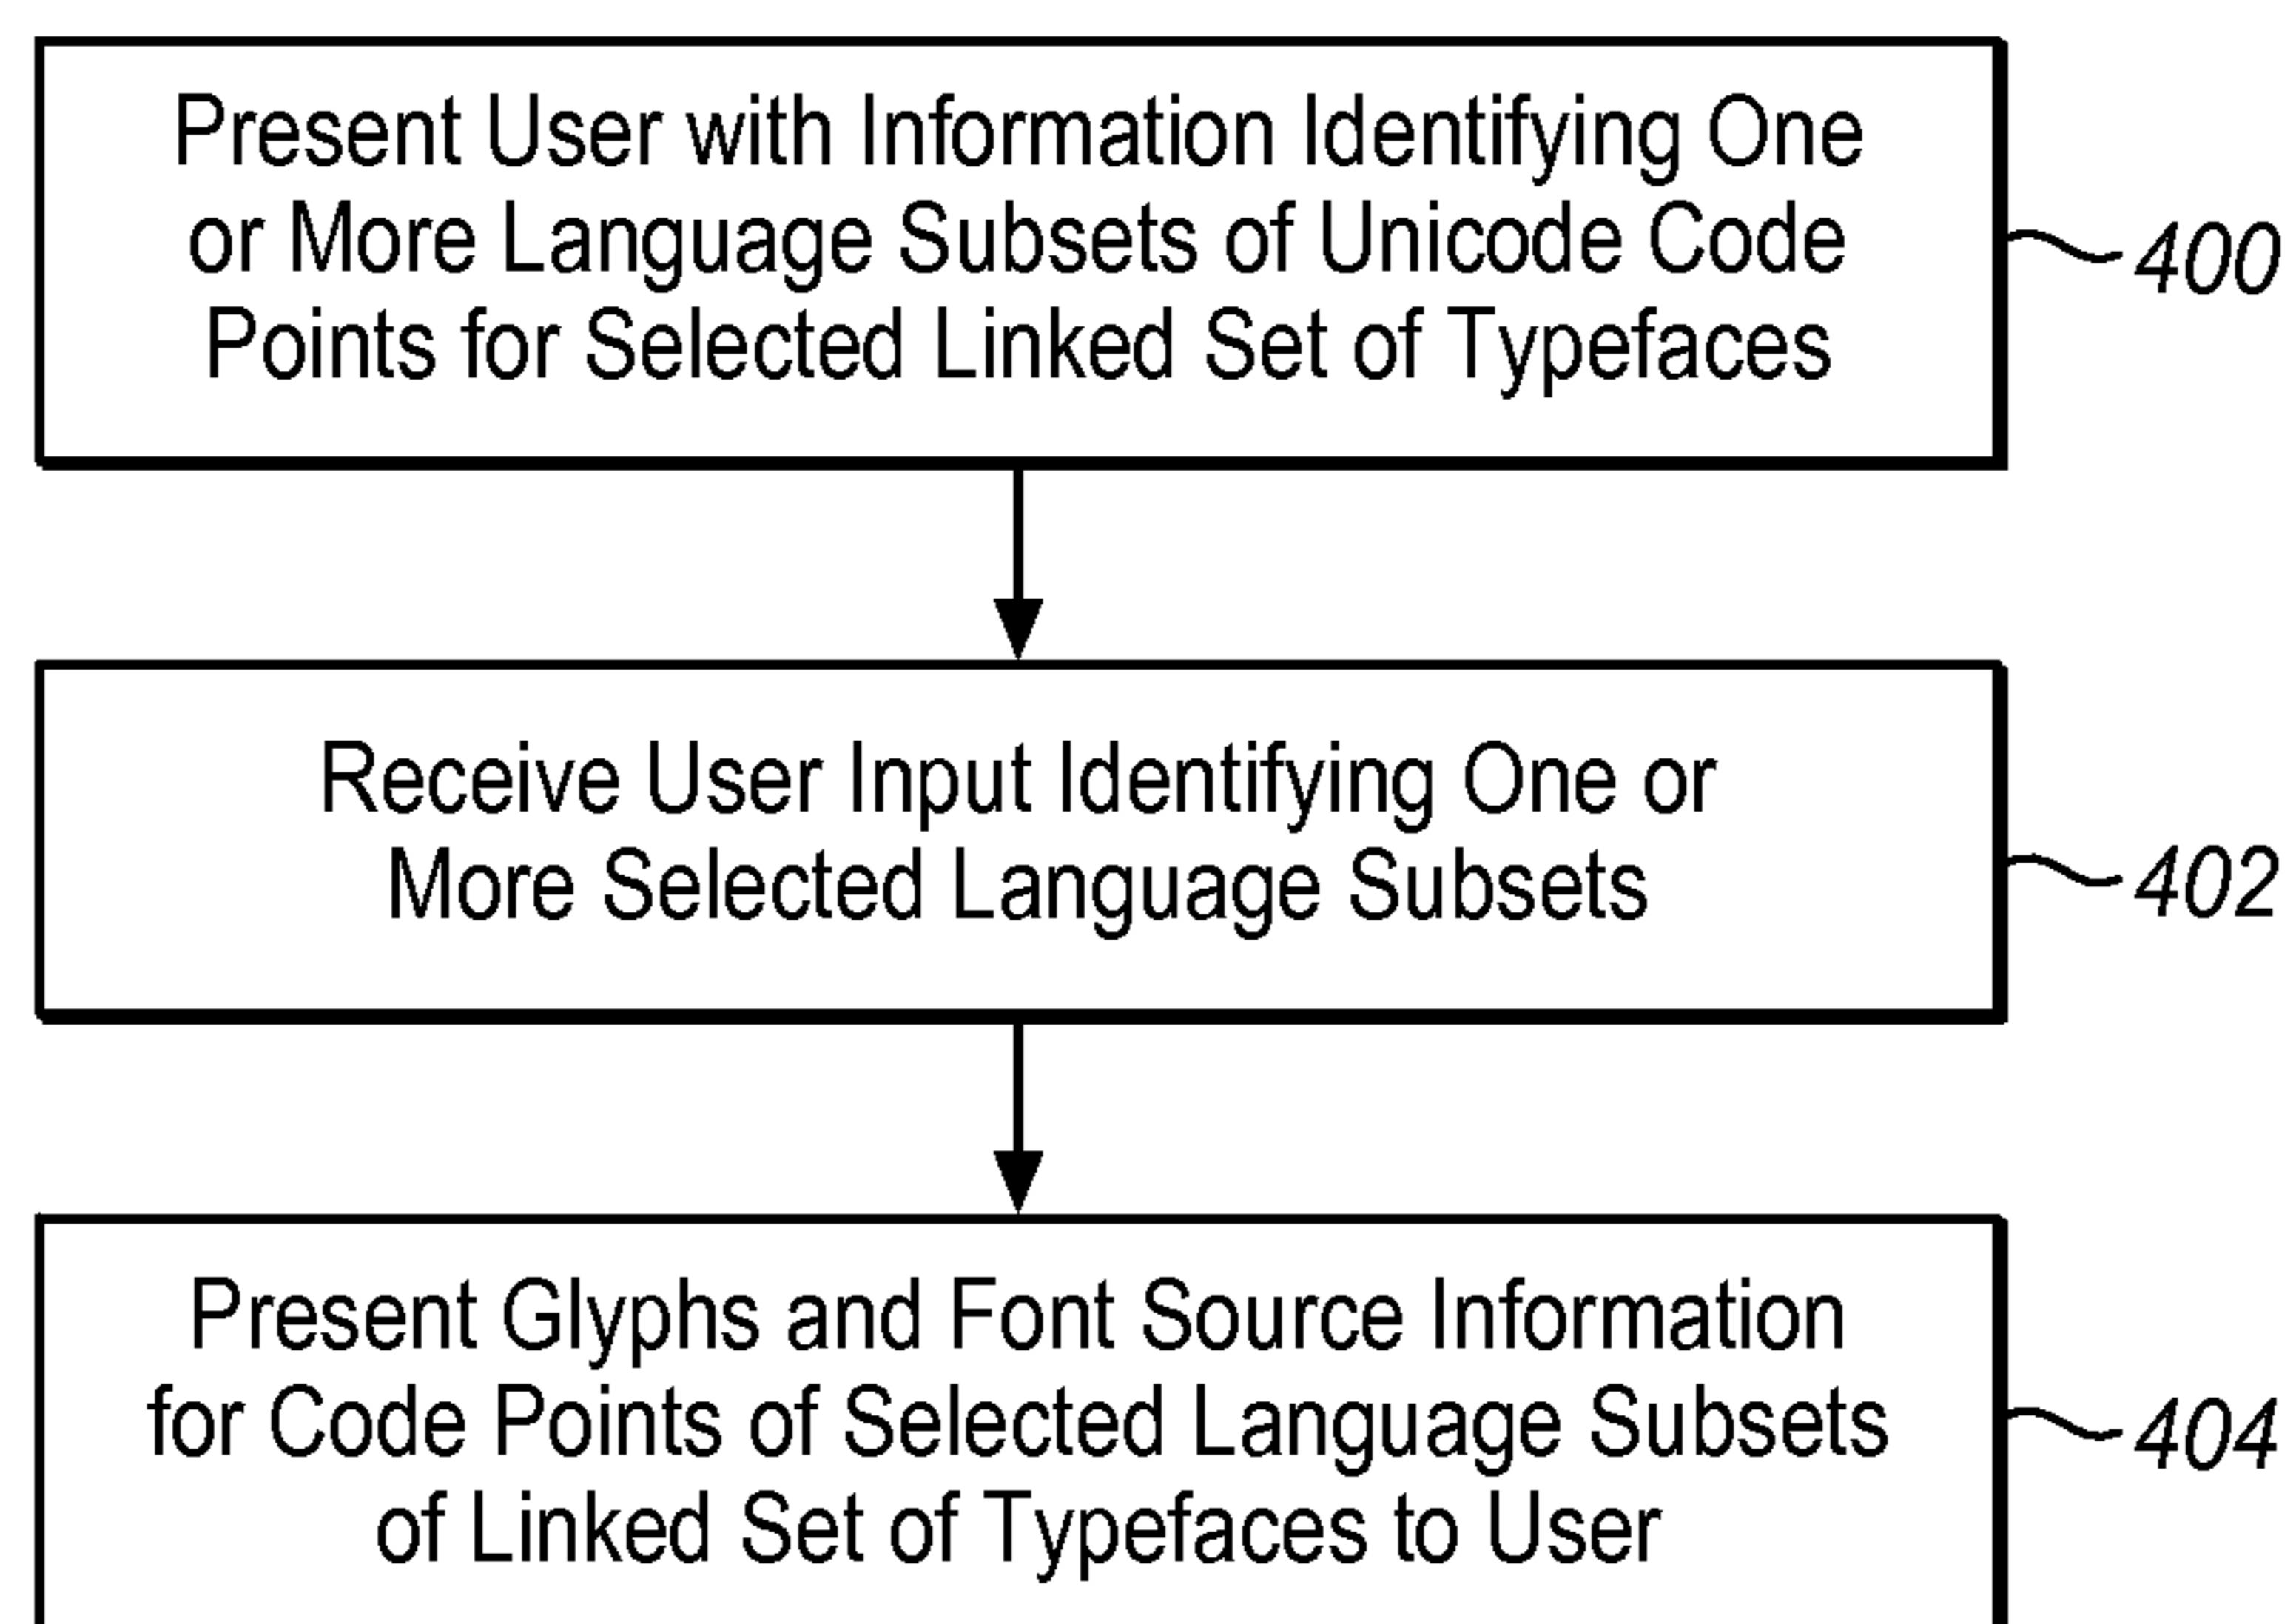 Present User with Information Identifying One
or More Language Subsets of Unicode Code
Points for Selected Linked Set of Typefaces
400
Receive User Input Identifying One or
More Selected Language Subsets
402
Present Glyphs and Font Source Information
for Code Points of Selected Language Subsets
of Linked Set of Typefaces to User
404